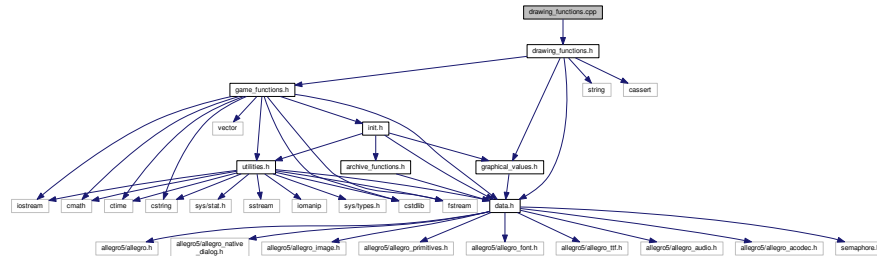 drawing_functions.cpp
drawing_functions.h
game_functions.h
string
cassert
vector
init.h
utilities.h
archive_functions.h
graphical_values.h
iostream
cmath
ctime
cstring
sys/stat.h
sstream
iomanip
sys/types.h
cstdlib
fstream
data.h
allegro5/allegro.h
allegro5/allegro_native
_dialog.h
allegro5/allegro_image.h
allegro5/allegro_primitives.h
allegro5/allegro_font.h
allegro5/allegro_ttf.h
allegro5/allegro_audio.h
allegro5/allegro_acodec.h
semaphore.h